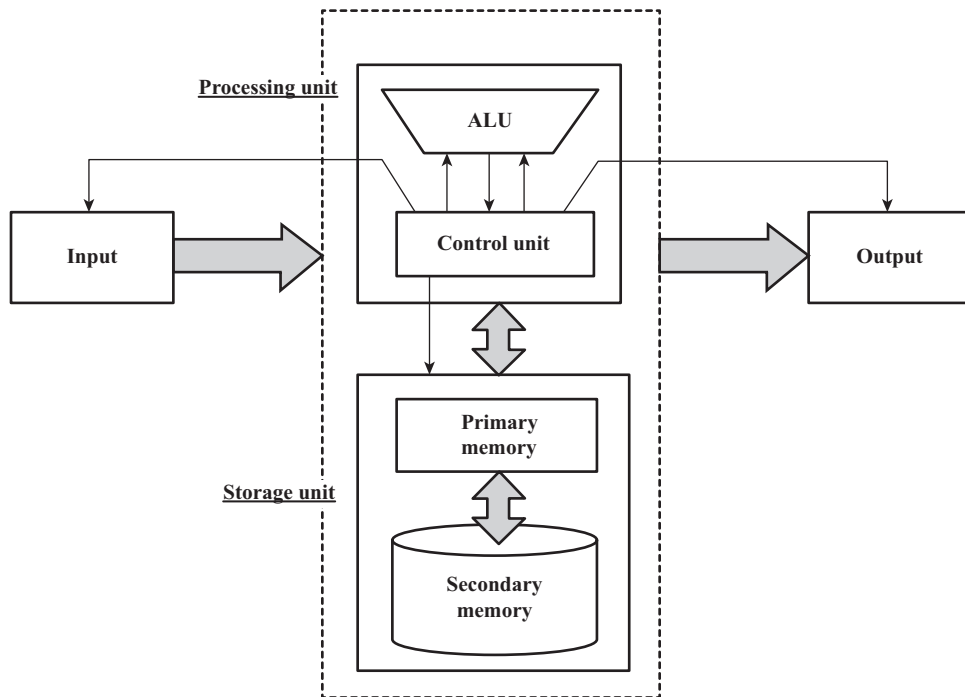 Processing unit
ALU
Input
Control unit
Output
Primary
memory
Storage unit
Secondary
memory